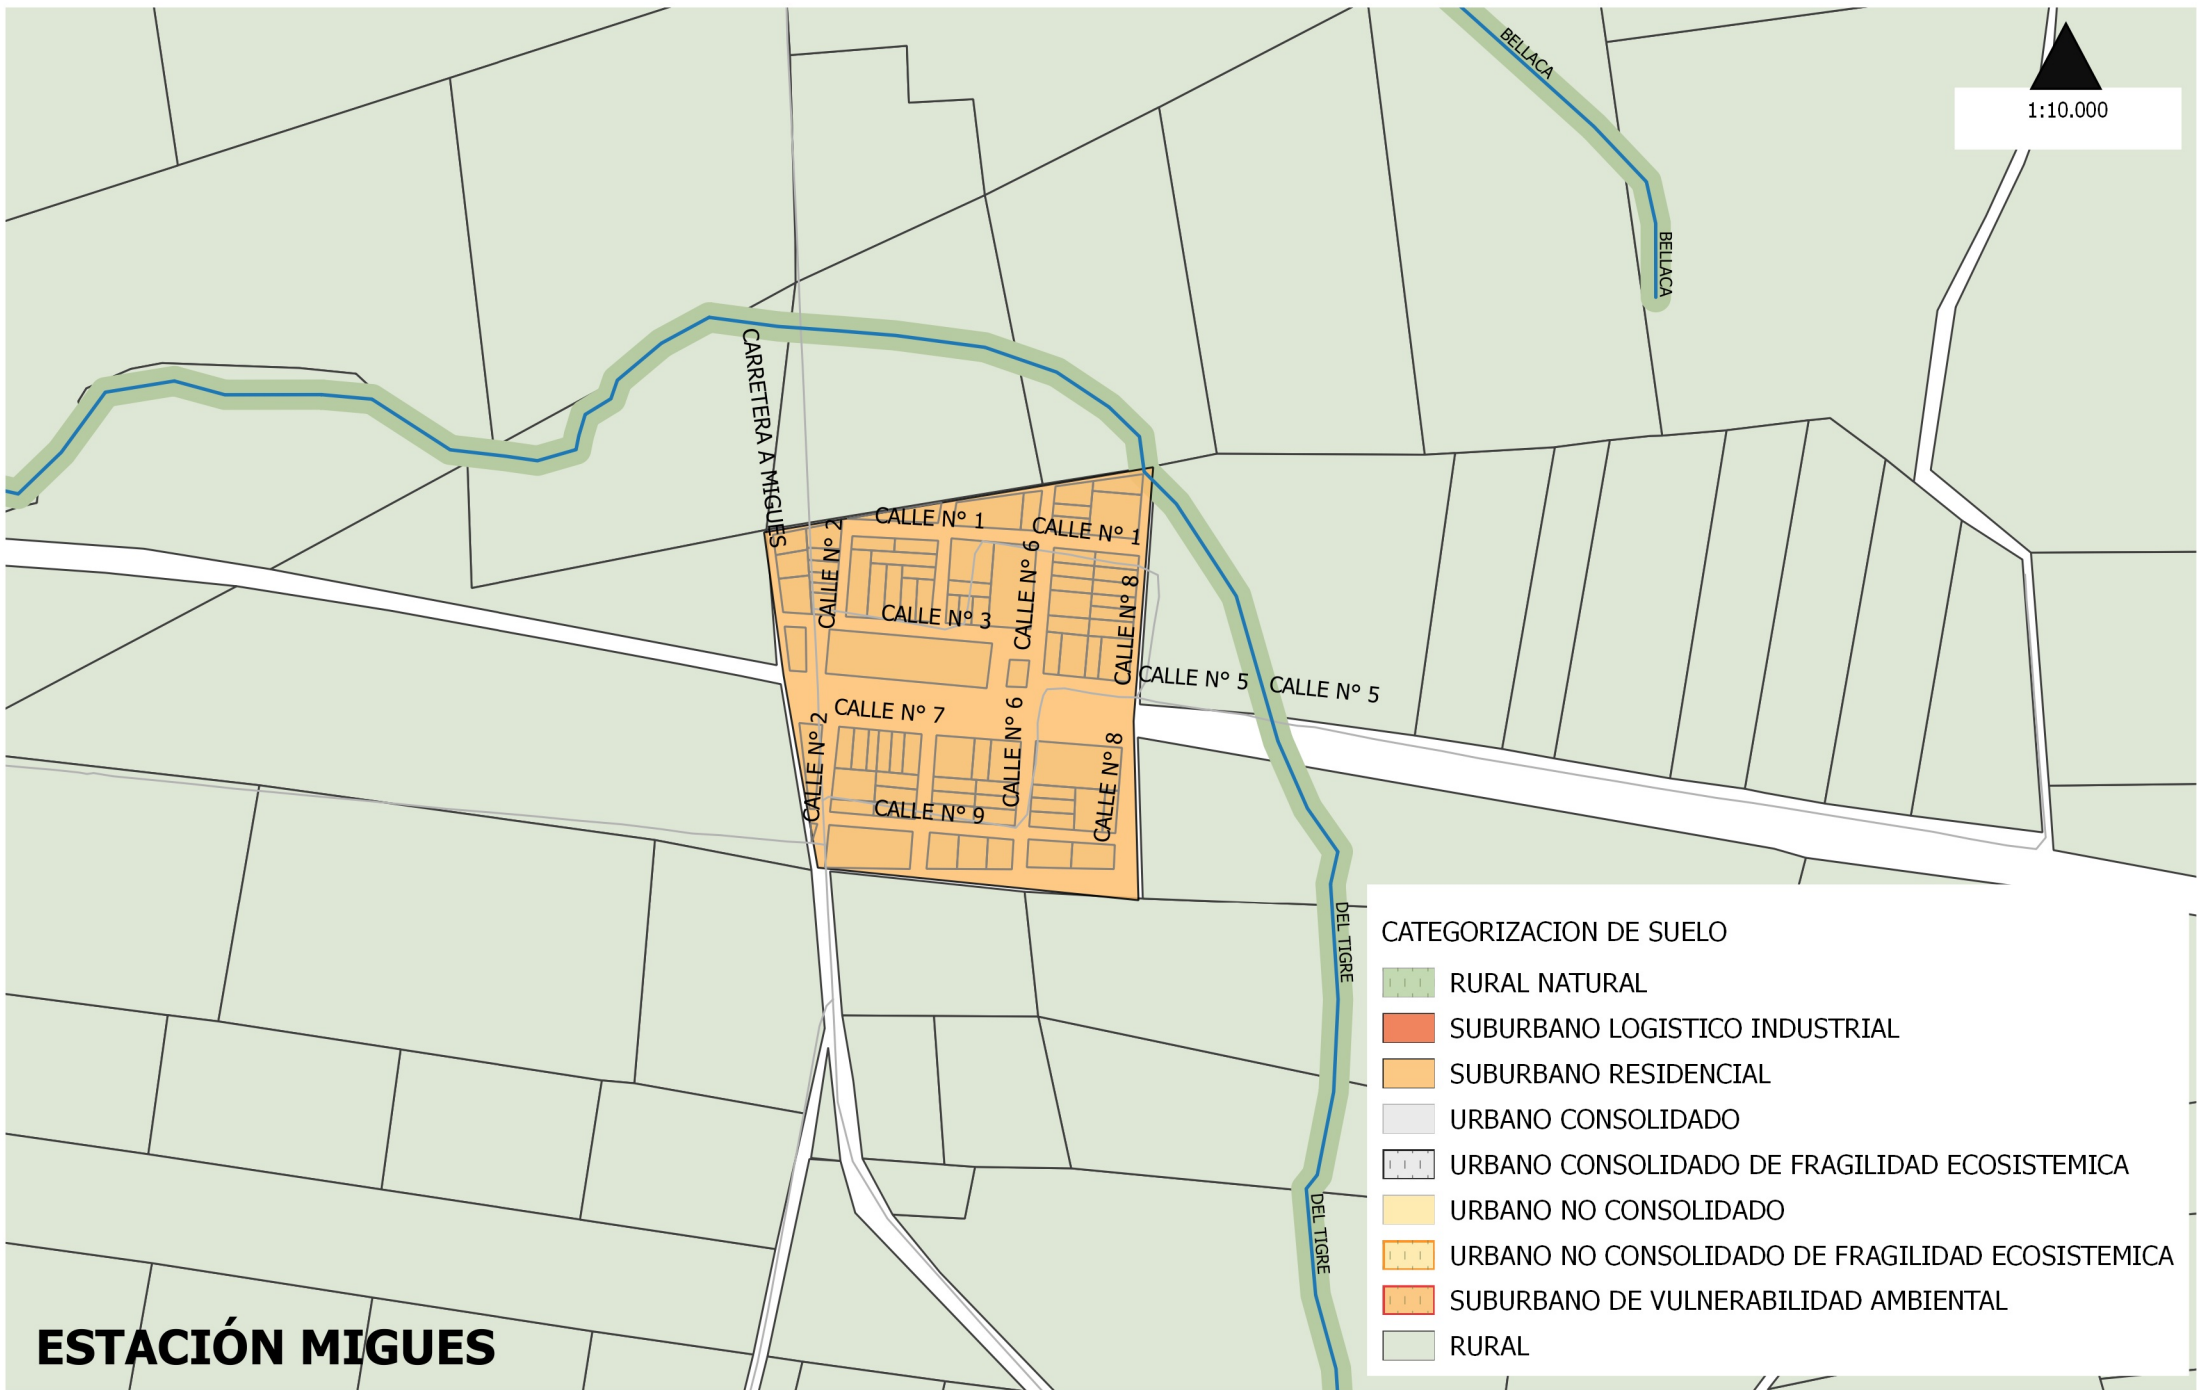 BELLACA
1:10.000
BELLACA
CARRETERA A MIGUES
CALLE N° 1
CALLE N° 1
CALLE N° 2
CALLE N° 6
CALLE N° 8
CALLE N° 3
CALLE N° 5
CALLE N° 5
CALLE N° 7
CALLE N° 2
CALLE N° 6
CALLE N° 8
CALLE N° 9
DEL TIGRE
DEL TIGRE
CATEGORIZACION DE SUELO
RURAL NATURAL
SUBURBANO LOGISTICO INDUSTRIAL
SUBURBANO RESIDENCIAL
URBANO CONSOLIDADO
URBANO CONSOLIDADO DE FRAGILIDAD ECOSISTEMICA
URBANO NO CONSOLIDADO
URBANO NO CONSOLIDADO DE FRAGILIDAD ECOSISTEMICA
SUBURBANO DE VULNERABILIDAD AMBIENTAL
RURAL
ESTACIÓN MIGUES